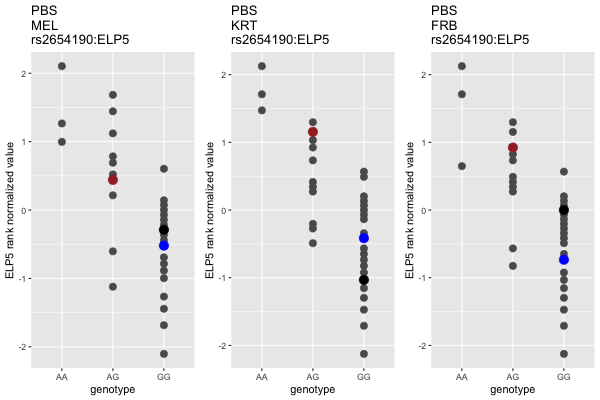 PBS
MEL
rs2654190:ELP5
ELP5 rank normalized value
2
1
0
-1
-2
AA AG GG
genotype
PBS
KRT
rs2654190:ELP5
ELP5 rank normalized value
2
1
0
-1
-2
AA AG GG
genotype
PBS
FRB
rs2654190:ELP5
ELP5 rank normalized value
2
1
0
-1
-2
AA AG GG
genotype